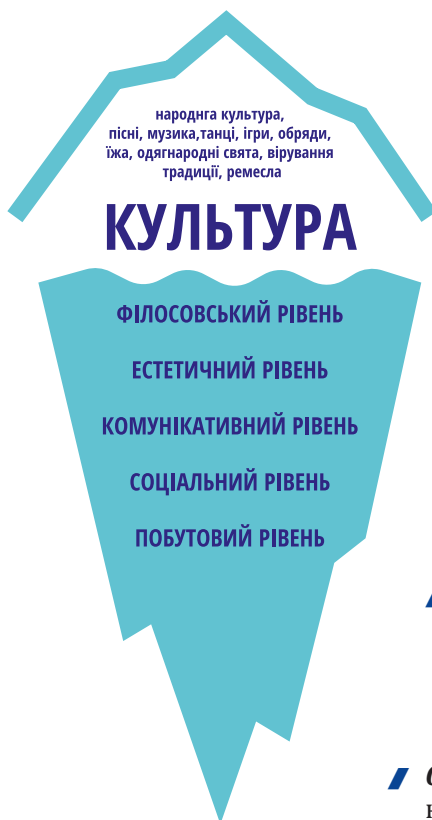 народнга культура,
пісні, музика,танці, ігри, обряди,
їжа, одягнародні свята, вірування
традиції, ремесла
КУЛЬТУРА
ФІЛОСОВСЬКИЙ РІВЕНЬ
ЕСТЕТИЧНИЙ РІВЕНЬ
КОМУНІКАТИВНИЙ РІВЕНЬ
СОЦІАЛЬНИЙ РІВЕНЬ
ПОБУТОВИЙ РІВЕНЬ